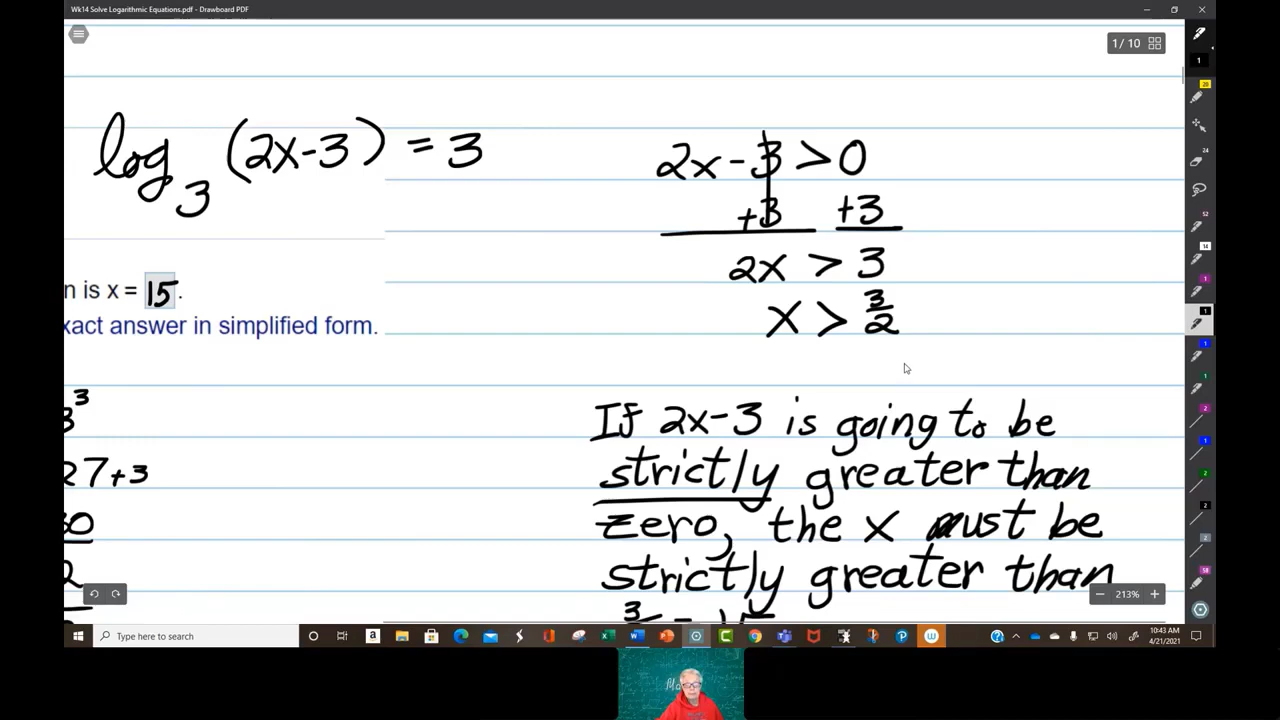 Wk14 Solve Logarithmic Equations.pdf - Drawboard PDF
1 / 10
log₃ (2x-3) = 3
2x-3 > 0
+3 +3
2x > 3
x > 3/2
n is x = 15.
xact answer in simplified form.
3³
27+3
30
2
If 2x-3 is going to be
strictly greater than
zero, the x must be
strictly greater than
213%
Type here to search
10:43 AM
4/21/2021